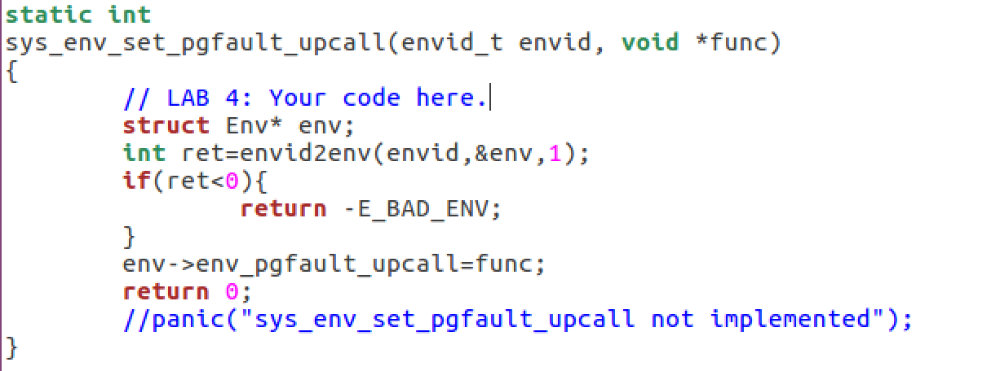 static int
sys_env_set_pgfault_upcall(envid_t envid, void *func)
{
        // LAB 4: Your code here.
        struct Env* env;
        int ret=envid2env(envid,&env,1);
        if(ret<0){
                return -E_BAD_ENV;
        }
        env->env_pgfault_upcall=func;
        return 0;
        //panic("sys_env_set_pgfault_upcall not implemented");
}